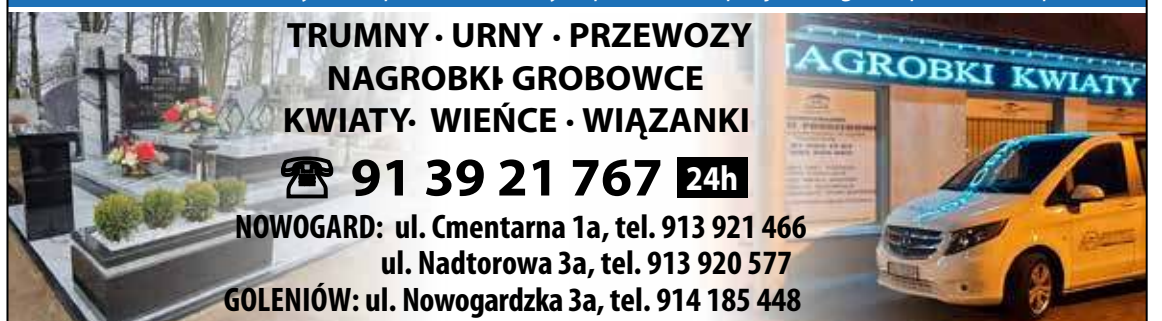 TRUMNY · URNY · PRZEWOZY
NAGROBKI· GROBOWCE
KWIATY· WIEŃCE · WIĄZANKI
☎ 91 39 21 767 24h
NOWOGARD: ul. Cmentarna 1a, tel. 913 921 466
ul. Nadtorowa 3a, tel. 913 920 577
GOLENIÓW: ul. Nowogardzka 3a, tel. 914 185 448
NAGROBKI KWIATY